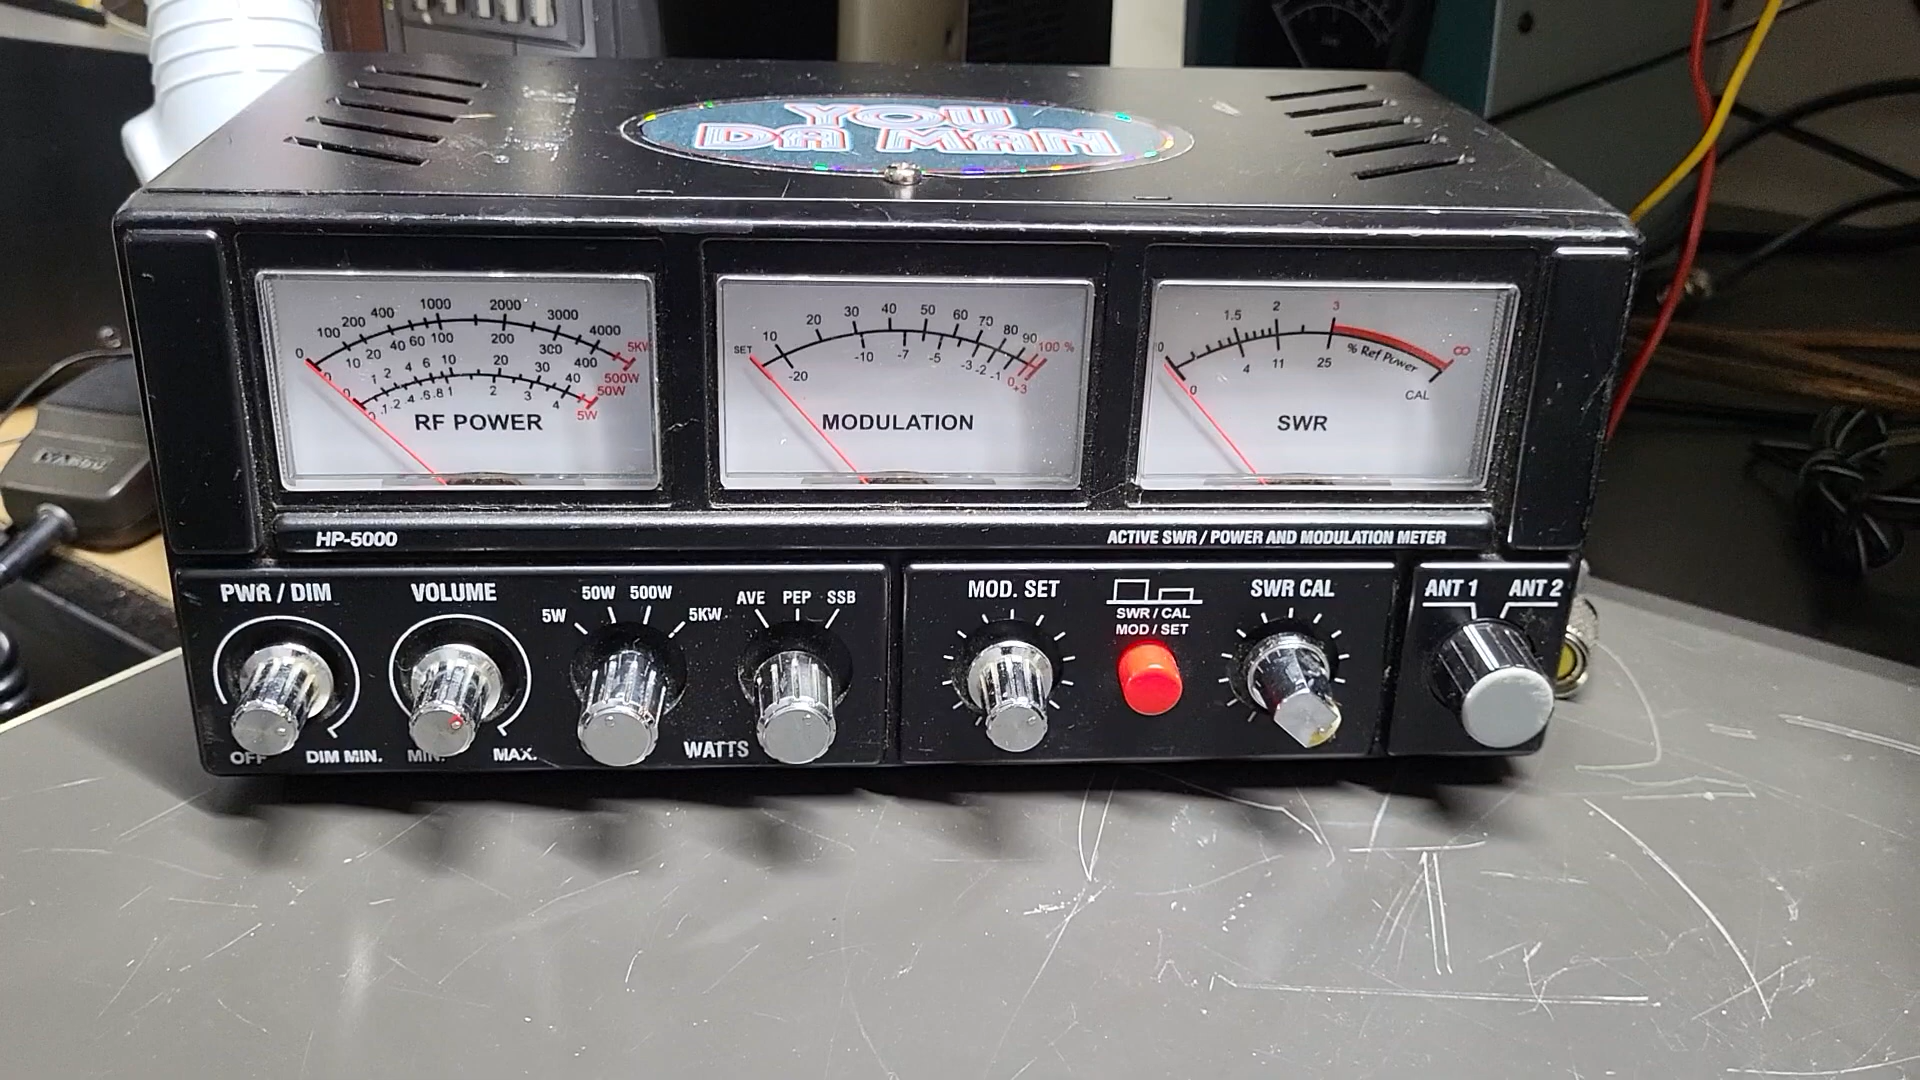 YOU
DA MAN
0 100 200 400 1000 2000 3000 4000 5KW
0 10 20 40 60 100 200 300 400 500W
0 1 2 4 6 10 20 30 40 50W
0 .1 .2 .4 .6 .8 1 2 3 4 5W
RF POWER
SET 10 20 30 40 50 60 70 80 90 100 %
-20 -10 -7 -5 -3 -2 -1 0 +3
MODULATION
0 1.5 2 3 ∞
0 4 11 25 % Ref Power
CAL
SWR
HP-5000
ACTIVE SWR / POWER AND MODULATION METER
PWR / DIM
OFF DIM MIN.
VOLUME
MIN. MAX.
5W 50W 500W 5KW
WATTS
AVE PEP SSB
MOD. SET
SWR / CAL
MOD / SET
SWR CAL
ANT 1 ANT 2
YAESU